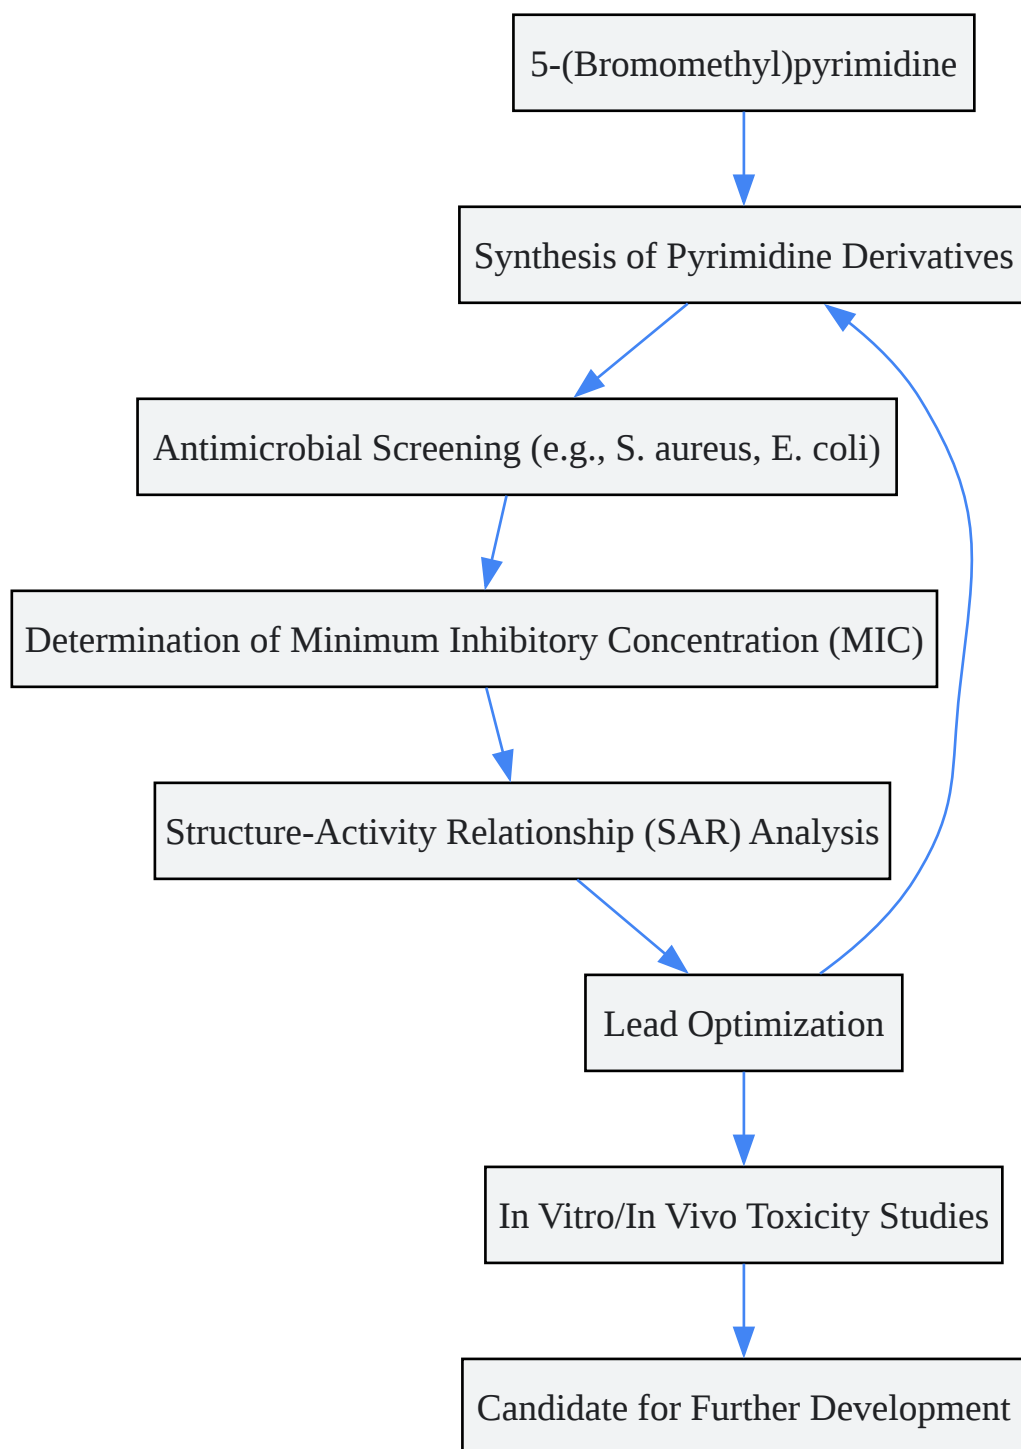 5-(Bromomethyl)pyrimidine
Synthesis of Pyrimidine Derivatives
Antimicrobial Screening (e.g., S. aureus, E. coli)
Determination of Minimum Inhibitory Concentration (MIC)
Structure-Activity Relationship (SAR) Analysis
Lead Optimization
In Vitro/In Vivo Toxicity Studies
Candidate for Further Development